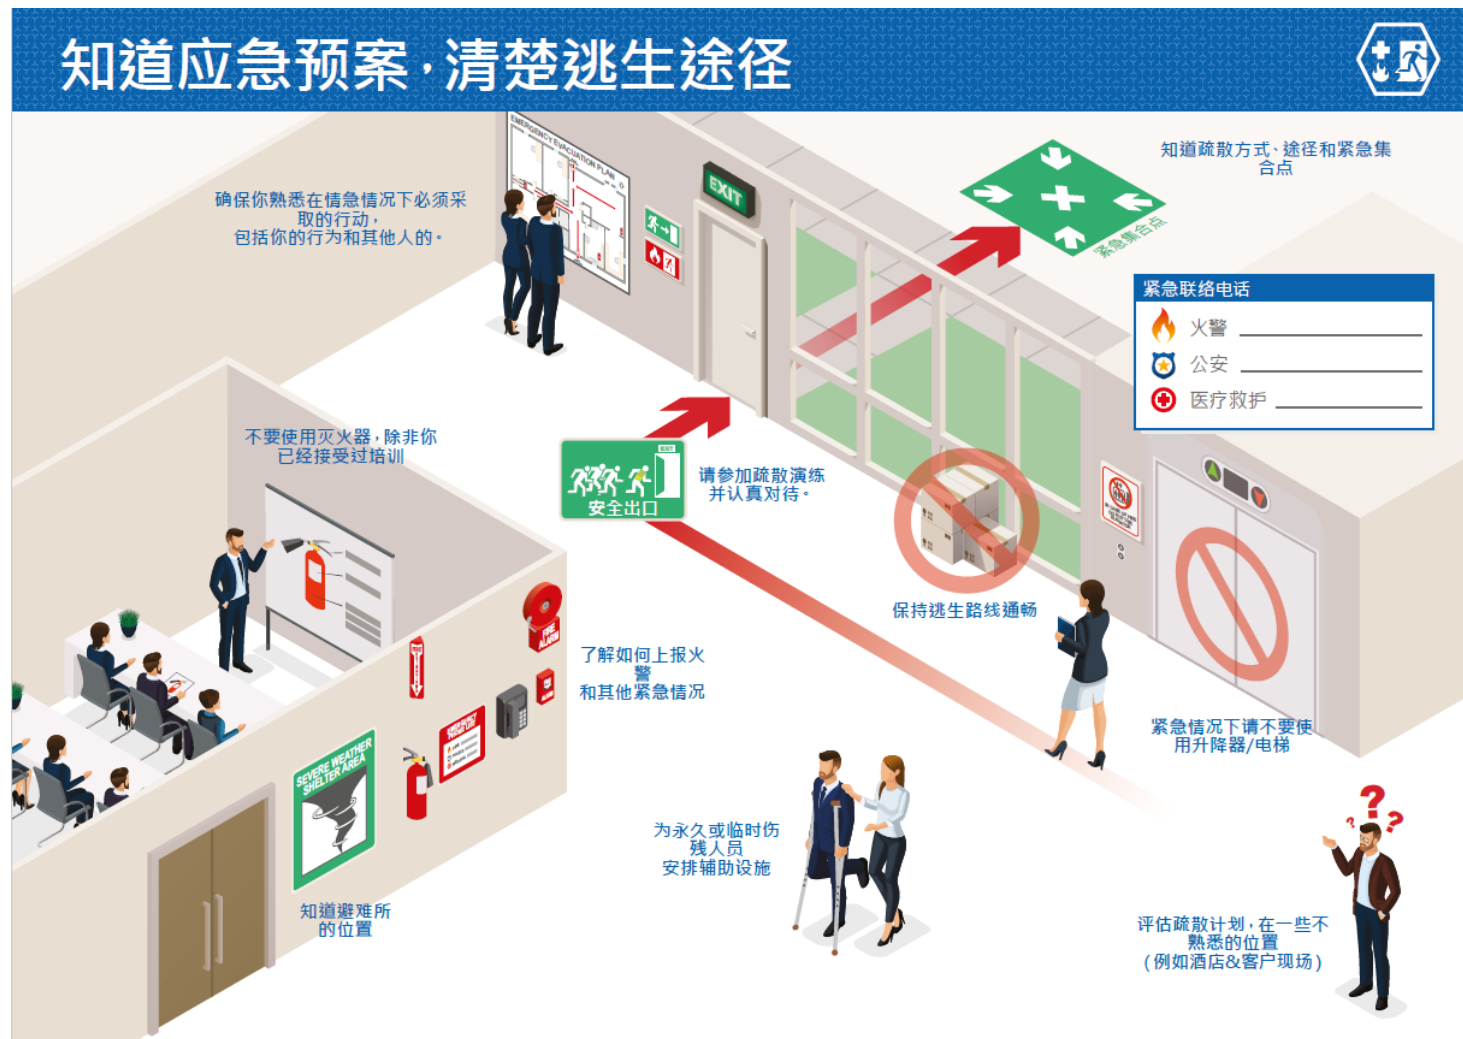 知道应急预案，清楚逃生途径
知道疏散方式、途径和紧急集
合点
确保你熟悉在情急情况下必须采
取的行动，
包括你的行为和其他人的。
EMERGENCY EVACUATION PLAN
EXIT
紧急集合点
紧急联络电话
火警
公安
医疗救护
不要使用灭火器，除非你
已经接受过培训
EXIT
安全出口
请参加疏散演练
并认真对待。
保持逃生路线通畅
FIRE
ALARM
了解如何上报火
警
和其他紧急情况
紧急情况下请不要使
用升降器/电梯
SEVERE WEATHER
SHELTER AREA
为永久或临时伤
残人员
安排辅助设施
知道避难所
的位置
评估疏散计划，在一些不
熟悉的位置
（例如酒店&客户现场）